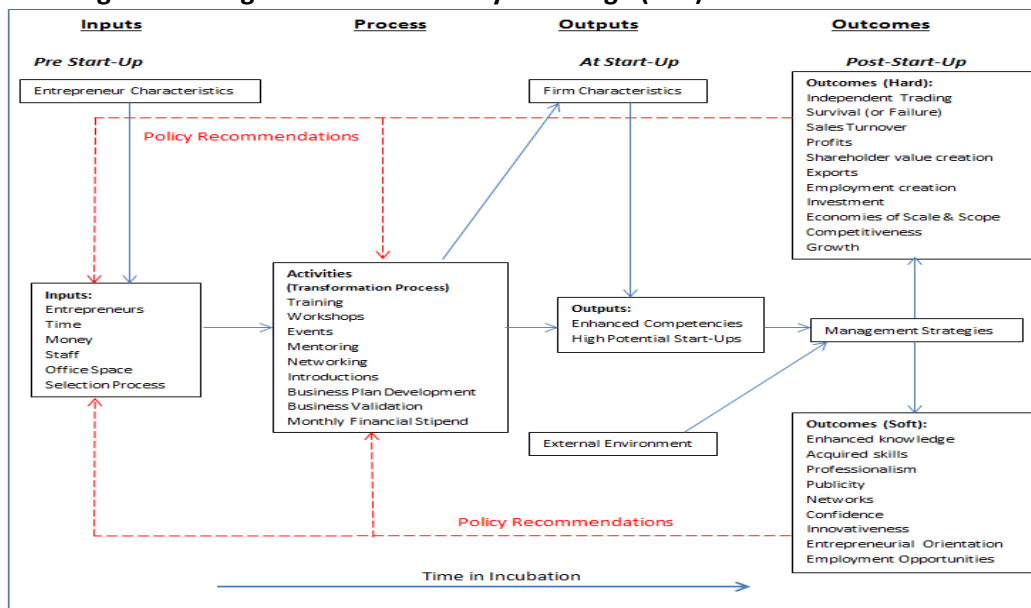 Inputs
Process
Outputs
Outcomes
Pre Start-Up
At Start-Up
Post-Start-Up
Entrepreneur Characteristics
Firm Characteristics
Outcomes (Hard):
Independent Trading
Survival (or Failure)
Sales Turnover
Profits
Shareholder value creation
Exports
Employment creation
Investment
Economies of Scale & Scope
Competitiveness
Growth
Policy Recommendations
Inputs:
Entrepreneurs
Time
Money
Staff
Office Space
Selection Process
Activities
(Transformation Process)
Training
Workshops
Events
Mentoring
Networking
Introductions
Business Plan Development
Business Validation
Monthly Financial Stipend
Outputs:
Enhanced Competencies
High Potential Start-Ups
Management Strategies
External Environment
Outcomes (Soft):
Enhanced knowledge
Acquired skills
Professionalism
Publicity
Networks
Confidence
Innovativeness
Entrepreneurial Orientation
Employment Opportunities
Policy Recommendations
Time in Incubation